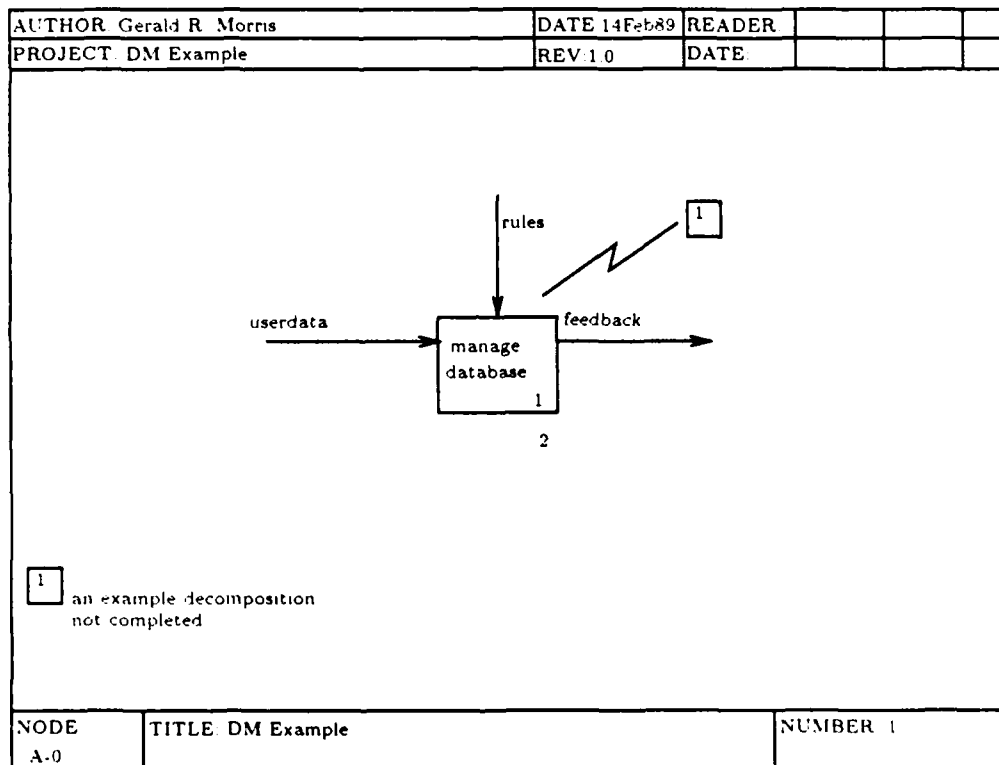 AUTHOR: Gerald R. Morris DATE 14Feb89 READER
PROJECT: DM Example REV:1.0 DATE:
rules
1
userdata
feedback
manage
database
1
2
1
an example decomposition
not completed
NODE TITLE: DM Example NUMBER 1
A-0